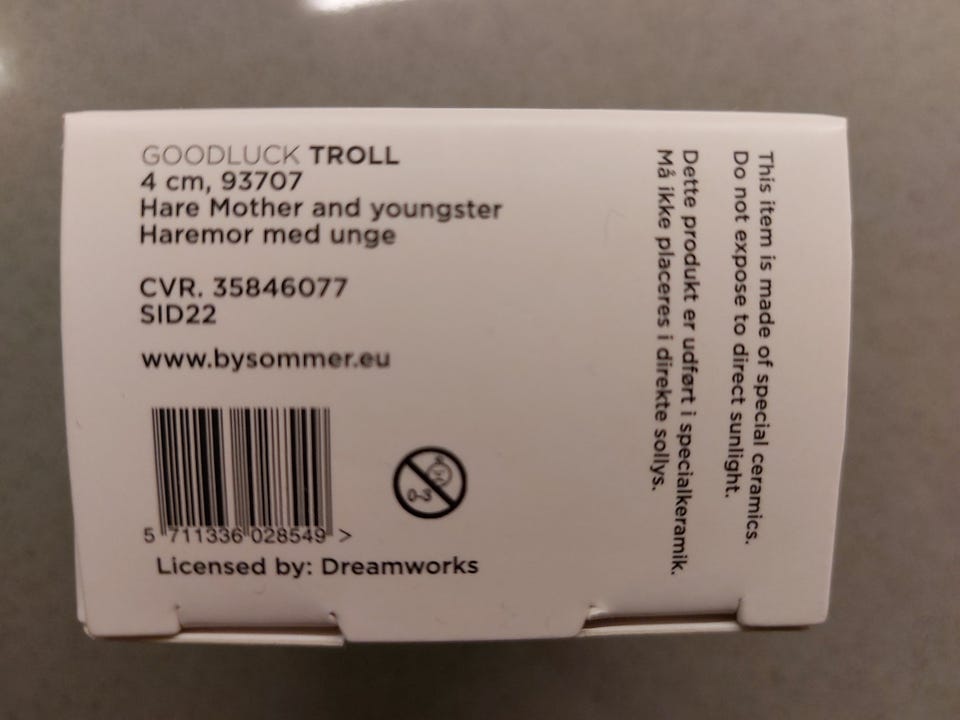 GOODLUCK TROLL
4 cm, 93707
Hare Mother and youngster
Haremor med unge
CVR. 35846077
SID22
www.bysommer.eu
5 711336 028549 >
0-3
Licensed by: Dreamworks
This item is made of special ceramics.
Do not expose to direct sunlight.
Dette produkt er udført i specialkeramik.
Må ikke placeres i direkte sollys.